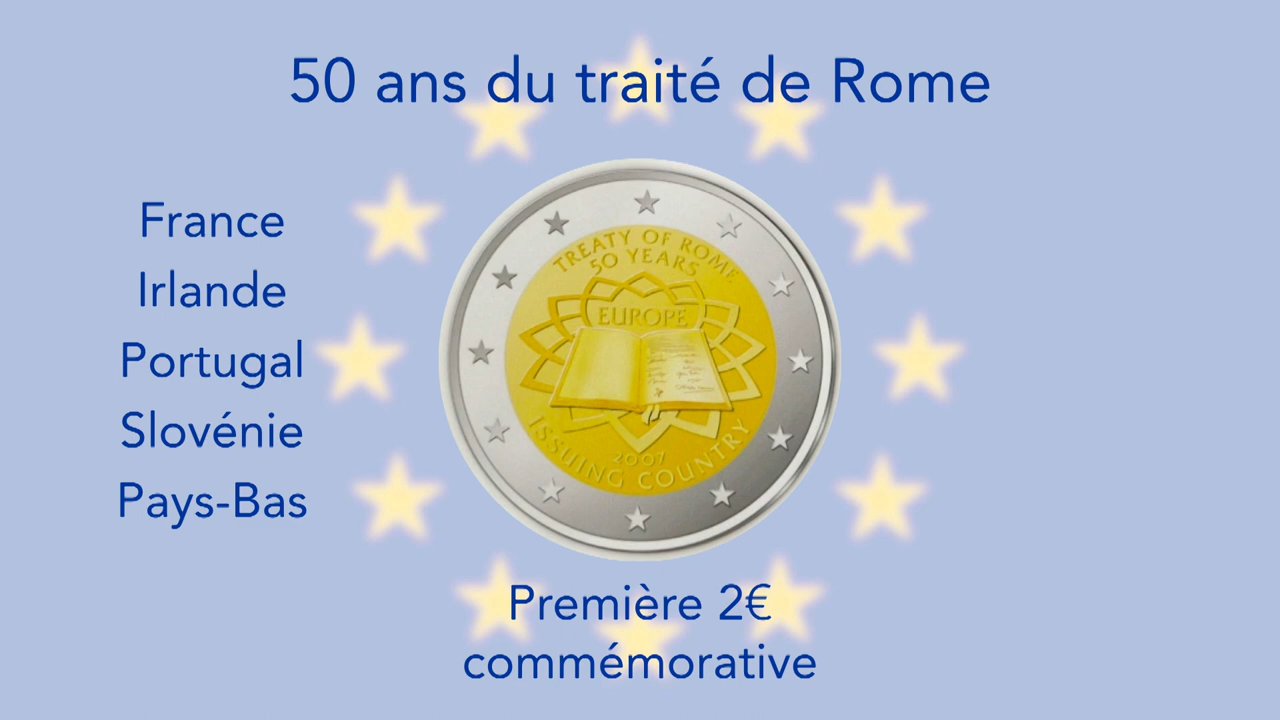 50 ans du traité de Rome
France
Irlande
Portugal
Slovénie
Pays-Bas
TREATY OF ROME
50 YEARS
EUROPE
2007
ISSUING COUNTRY
Première 2€
commémorative